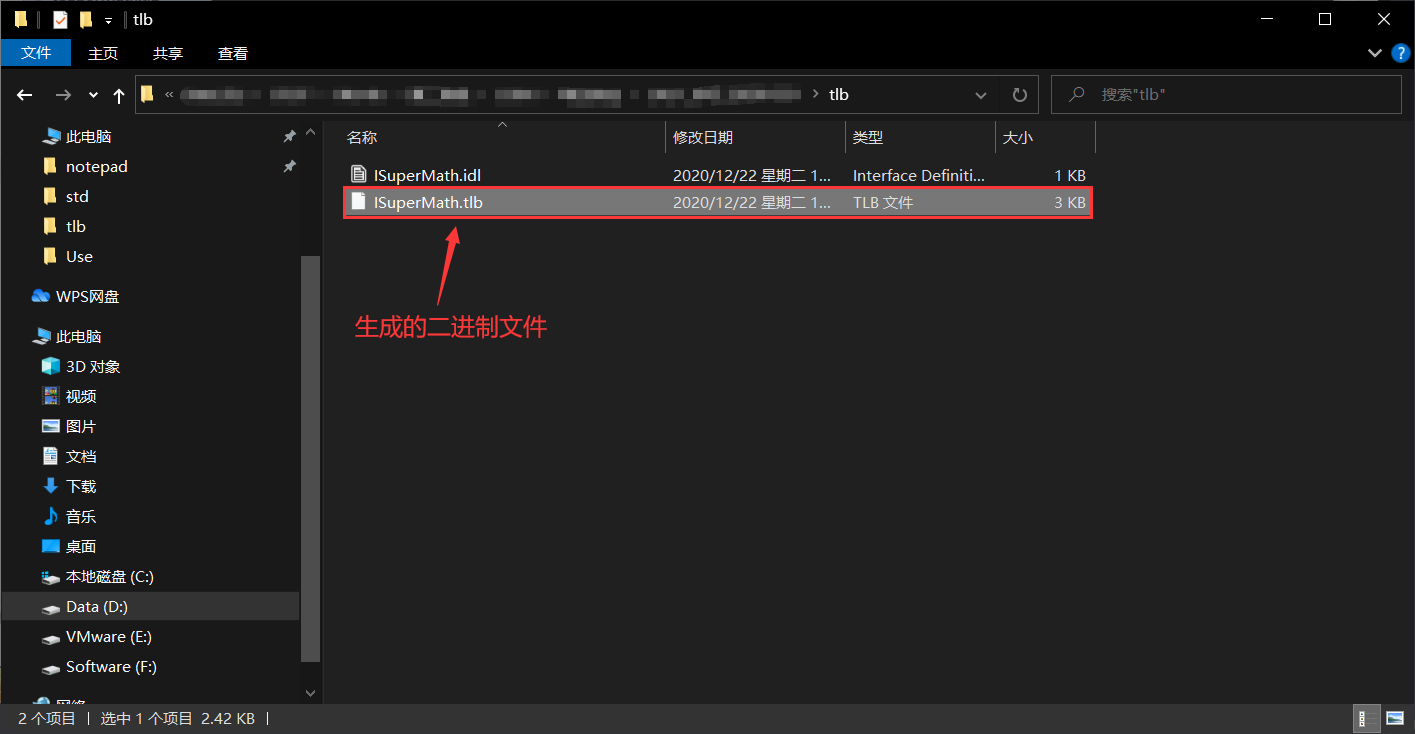 tlb
文件 主页 共享 查看
« tlb 搜索"tlb"
名称 修改日期 类型 大小
ISuperMath.idl 2020/12/22 星期二 1... Interface Definiti... 1 KB
ISuperMath.tlb 2020/12/22 星期二 1... TLB 文件 3 KB
生成的二进制文件
此电脑
notepad
std
tlb
Use
WPS网盘
此电脑
3D 对象
视频
图片
文档
下载
音乐
桌面
本地磁盘 (C:)
Data (D:)
VMware (E:)
Software (F:)
网络
2 个项目 选中 1 个项目 2.42 KB